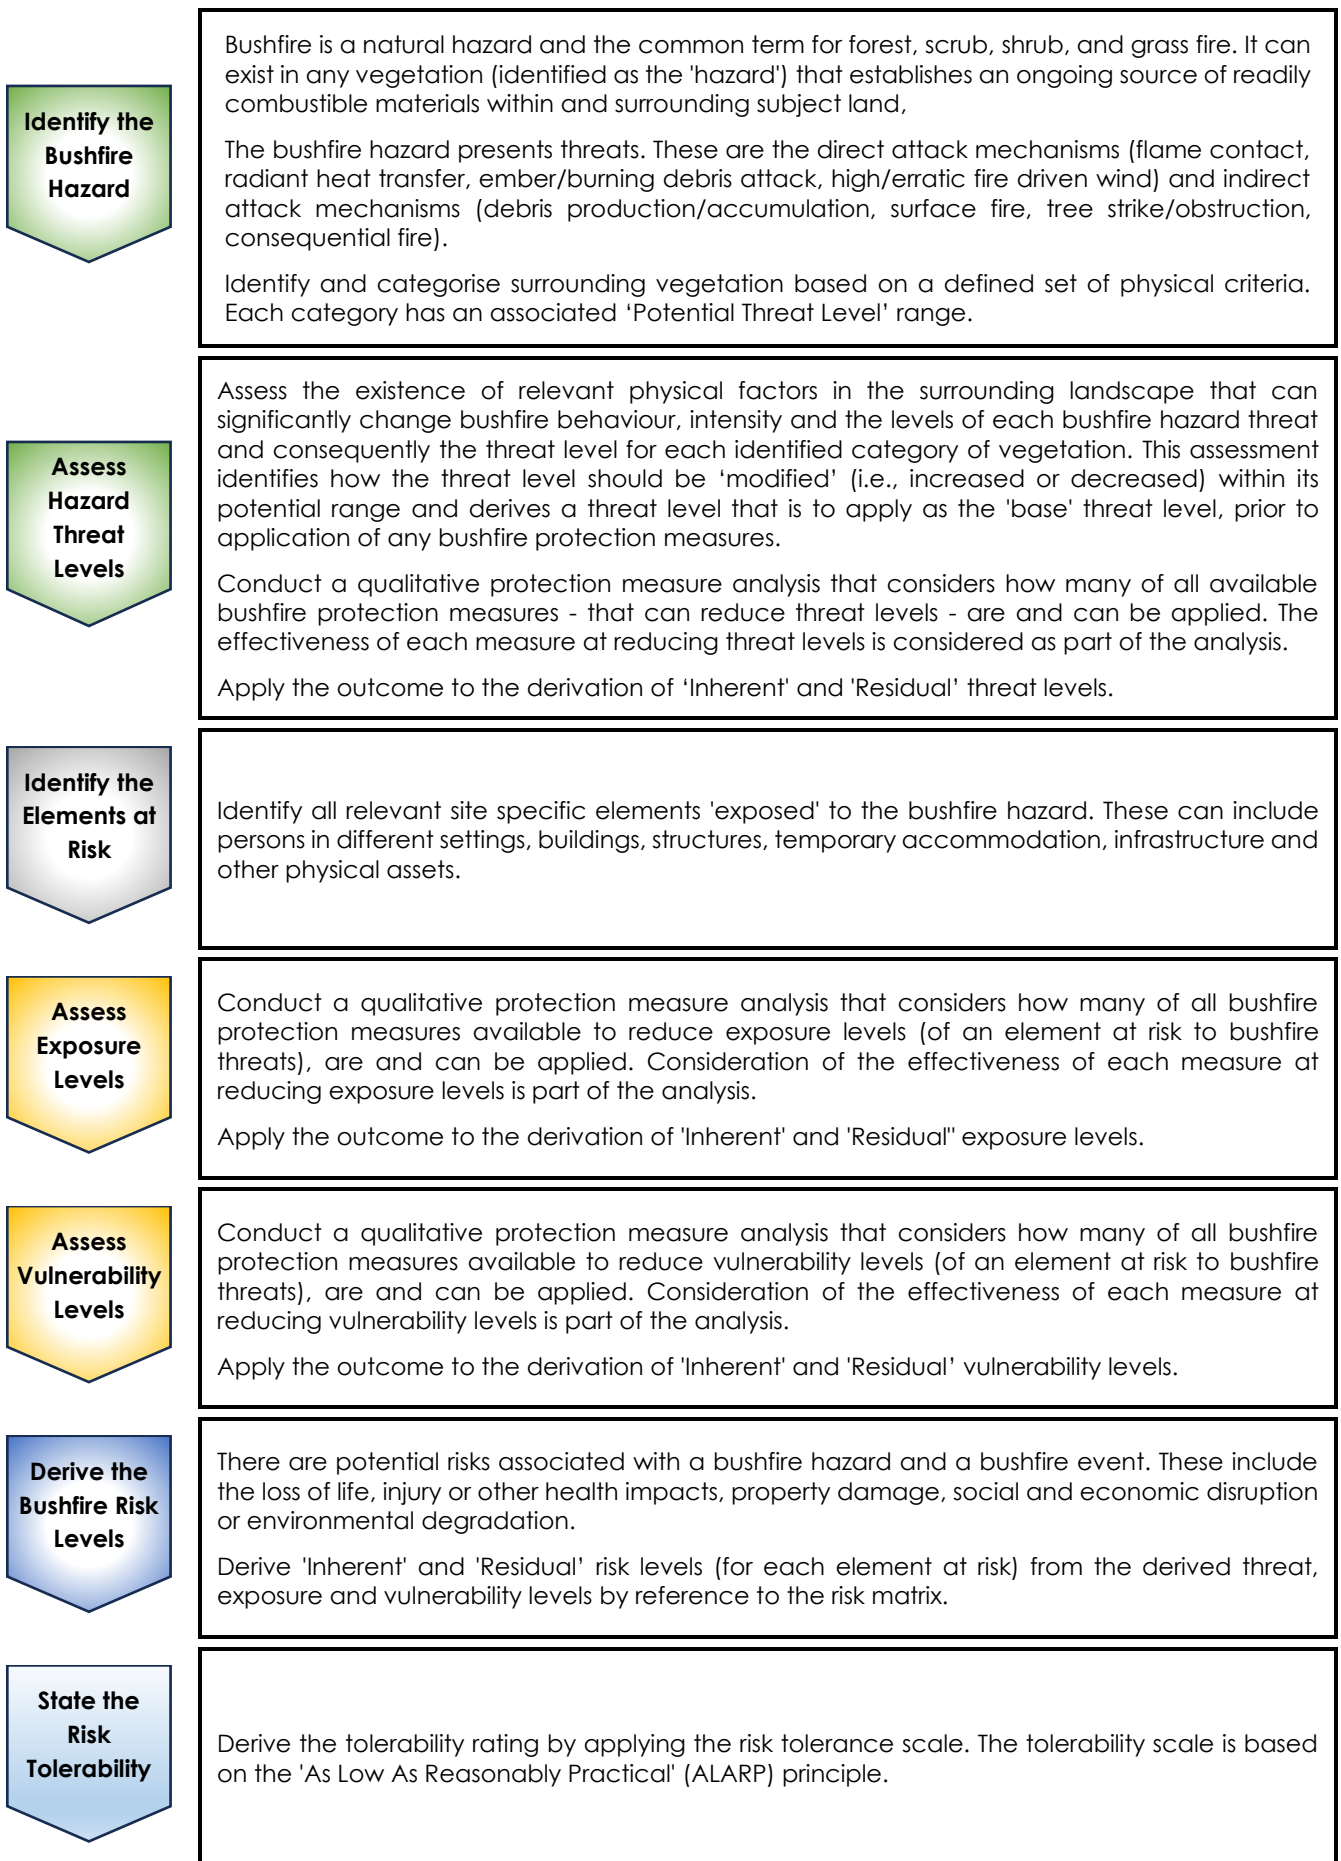 Identify the
Bushfire
Hazard
Bushfire is a natural hazard and the common term for forest, scrub, shrub, and grass fire. It can
exist in any vegetation (identified as the 'hazard') that establishes an ongoing source of readily
combustible materials within and surrounding subject land,
The bushfire hazard presents threats. These are the direct attack mechanisms (flame contact,
radiant heat transfer, ember/burning debris attack, high/erratic fire driven wind) and indirect
attack mechanisms (debris production/accumulation, surface fire, tree strike/obstruction,
consequential fire).
Identify and categorise surrounding vegetation based on a defined set of physical criteria.
Each category has an associated ‘Potential Threat Level’ range.
Assess
Hazard
Threat
Levels
Assess the existence of relevant physical factors in the surrounding landscape that can
significantly change bushfire behaviour, intensity and the levels of each bushfire hazard threat
and consequently the threat level for each identified category of vegetation. This assessment
identifies how the threat level should be ‘modified’ (i.e., increased or decreased) within its
potential range and derives a threat level that is to apply as the 'base' threat level, prior to
application of any bushfire protection measures.
Conduct a qualitative protection measure analysis that considers how many of all available
bushfire protection measures - that can reduce threat levels - are and can be applied. The
effectiveness of each measure at reducing threat levels is considered as part of the analysis.
Apply the outcome to the derivation of ‘Inherent' and 'Residual’ threat levels.
Identify the
Elements at
Risk
Identify all relevant site specific elements 'exposed' to the bushfire hazard. These can include
persons in different settings, buildings, structures, temporary accommodation, infrastructure and
other physical assets.
Assess
Exposure
Levels
Conduct a qualitative protection measure analysis that considers how many of all bushfire
protection measures available to reduce exposure levels (of an element at risk to bushfire
threats), are and can be applied. Consideration of the effectiveness of each measure at
reducing exposure levels is part of the analysis.
Apply the outcome to the derivation of 'Inherent' and 'Residual" exposure levels.
Assess
Vulnerability
Levels
Conduct a qualitative protection measure analysis that considers how many of all bushfire
protection measures available to reduce vulnerability levels (of an element at risk to bushfire
threats), are and can be applied. Consideration of the effectiveness of each measure at
reducing vulnerability levels is part of the analysis.
Apply the outcome to the derivation of 'Inherent' and 'Residual’ vulnerability levels.
Derive the
Bushfire Risk
Levels
There are potential risks associated with a bushfire hazard and a bushfire event. These include
the loss of life, injury or other health impacts, property damage, social and economic disruption
or environmental degradation.
Derive 'Inherent' and 'Residual’ risk levels (for each element at risk) from the derived threat,
exposure and vulnerability levels by reference to the risk matrix.
State the
Risk
Tolerability
Derive the tolerability rating by applying the risk tolerance scale. The tolerability scale is based
on the 'As Low As Reasonably Practical' (ALARP) principle.